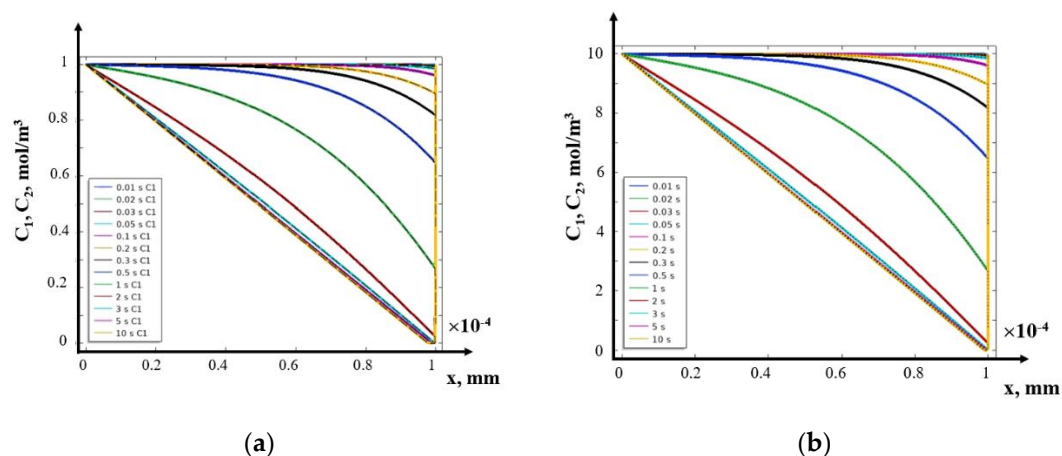 C₁, C₂, mol/m³
1
0.8
0.6
0.4
0.2
0
0.01 s C1
0.02 s C1
0.03 s C1
0.05 s C1
0.1 s C1
0.2 s C1
0.3 s C1
0.5 s C1
1 s C1
2 s C1
3 s C1
5 s C1
10 s C1
0 0.2 0.4 0.6 0.8 1
×10⁻⁴
x, mm
(a)
C₁, C₂, mol/m³
10
8
6
4
2
0
0.01 s
0.02 s
0.03 s
0.05 s
0.1 s
0.2 s
0.3 s
0.5 s
1 s
2 s
3 s
5 s
10 s
0 0.2 0.4 0.6 0.8 1
×10⁻⁴
x, mm
(b)